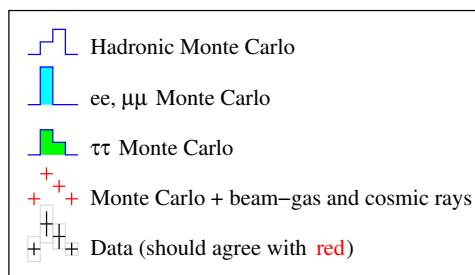 Hadronic Monte Carlo
ee, μμ Monte Carlo
ττ Monte Carlo
Monte Carlo + beam−gas and cosmic rays
Data (should agree with red)